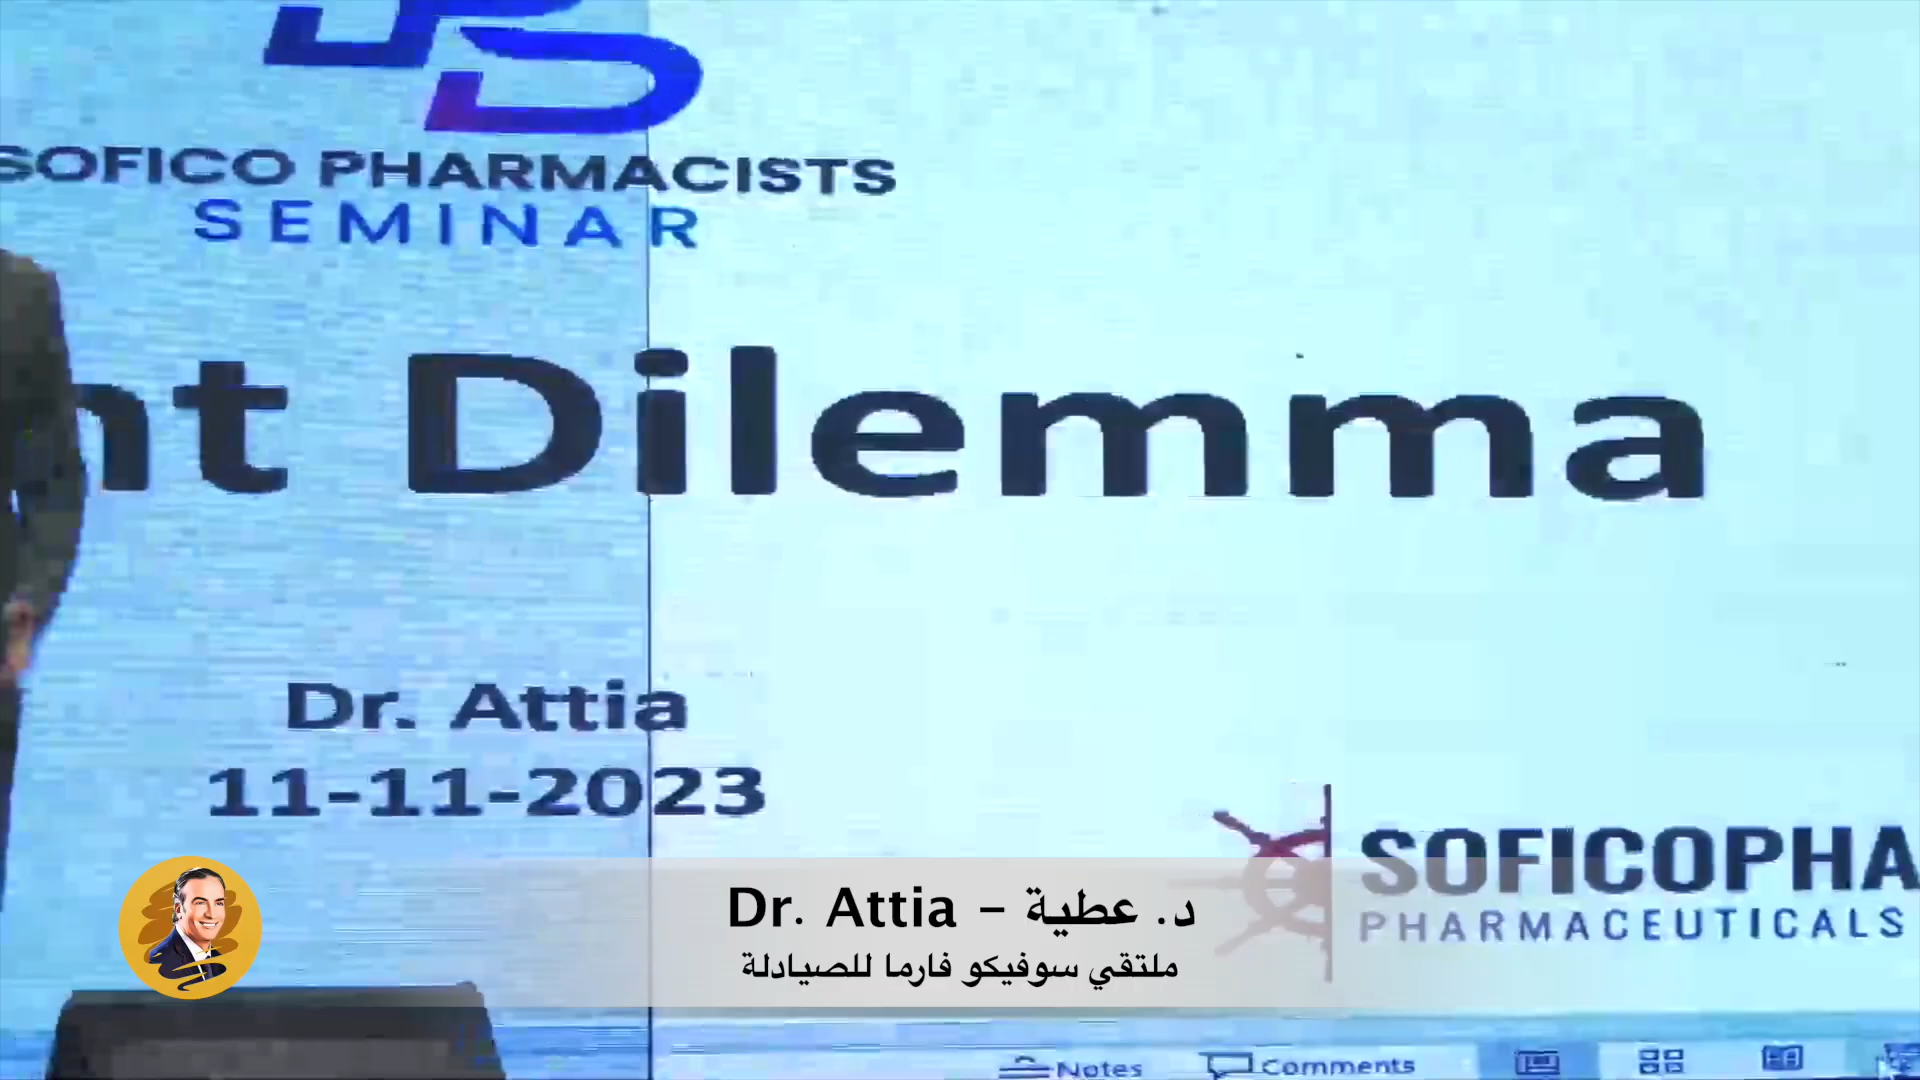 SOFICO PHARMACISTS
SEMINAR
nt Dilemma
Dr. Attia
11-11-2023
SOFICOPHA
PHARMACEUTICALS
Dr. Attia – د. عطية
ملتقي سوفيكو فارما للصيادلة
Notes
Comments